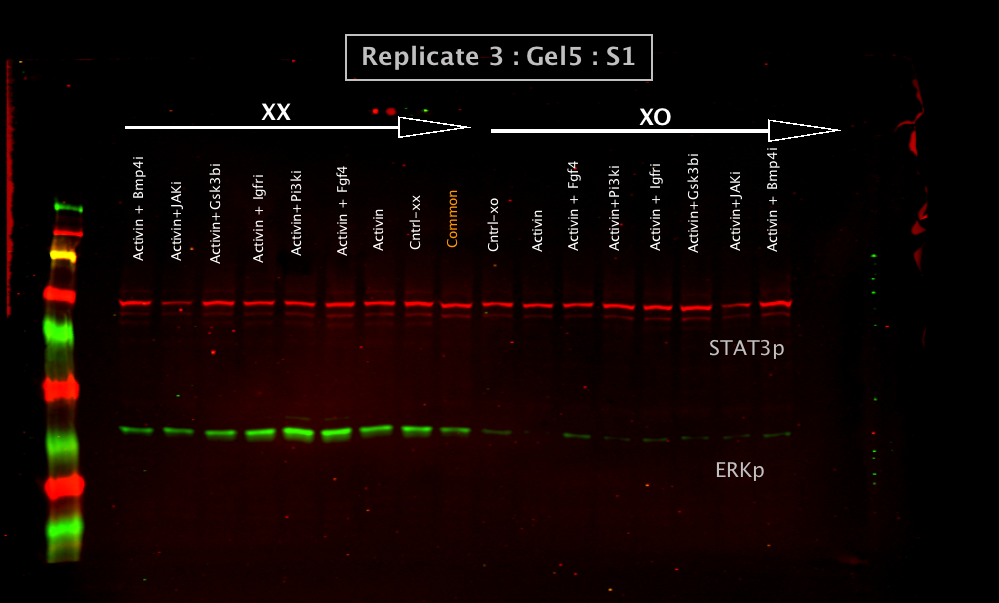 Replicate 3 : Gel5 : S1
XX
XO
Activin + Bmp4i
Activin+JAKi
Activin+Gsk3bi
Activin + Igfri
Activin+ Pi3ki
Activin + Fgf4
Activin
Cntrl-xx
Common
Cntrl-xo
Activin
Activin + Fgf4
Activin+Pi3ki
Activin + Igfri
Activin+Gsk3bi
Activin+JAKi
Activin + Bmp4i
STAT3p
ERKp